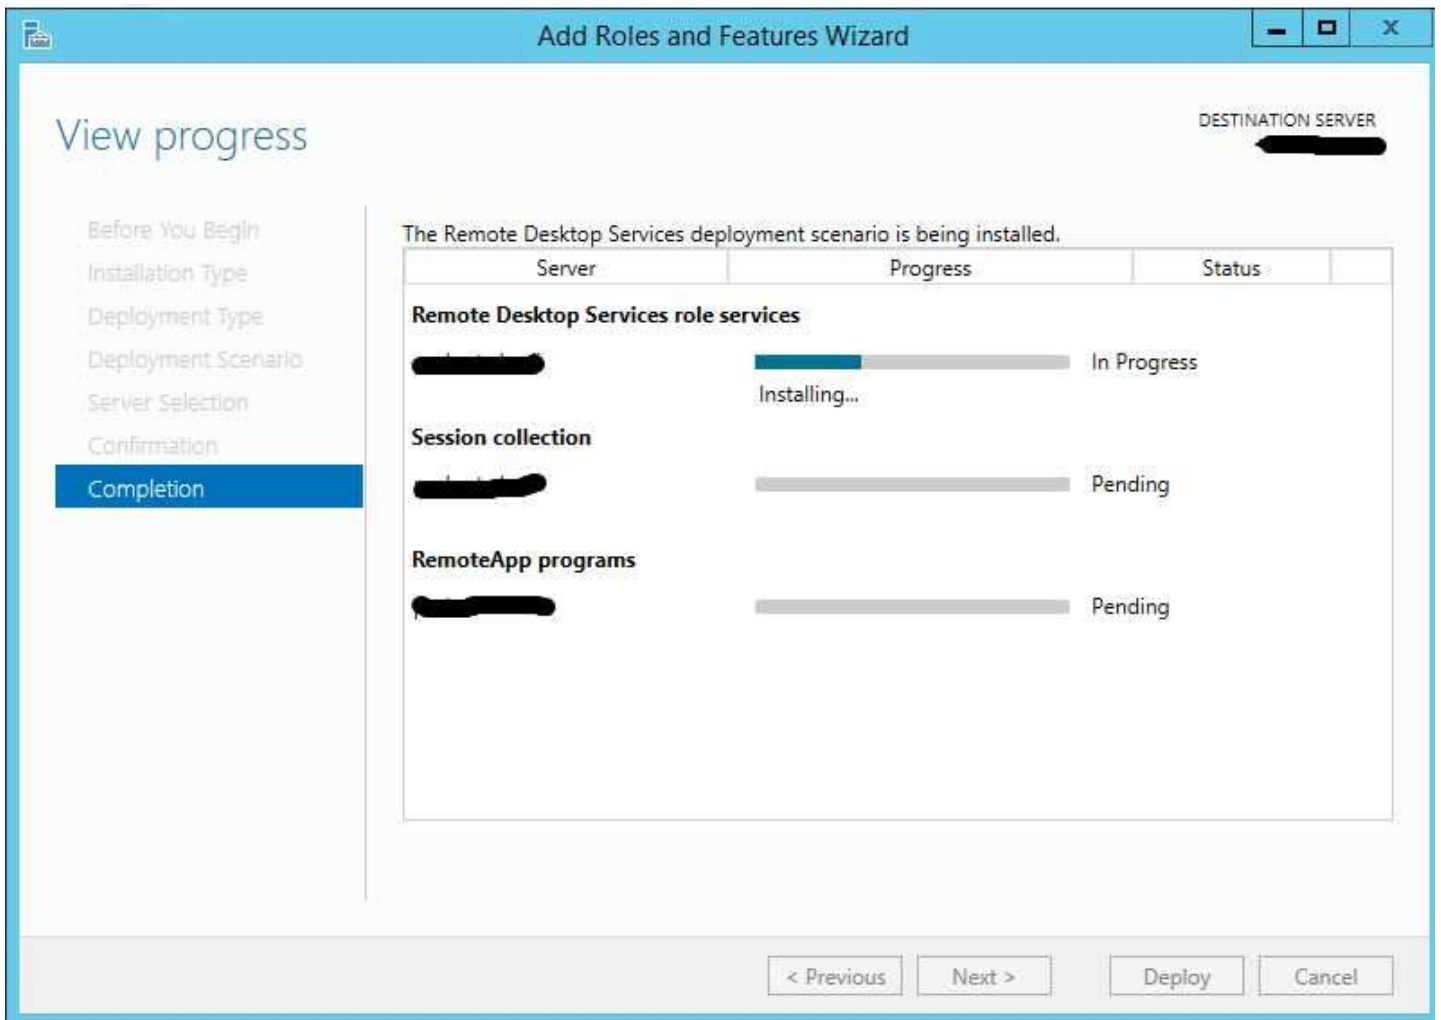 Add Roles and Features Wizard
View progress
DESTINATION SERVER
Before You Begin
Installation Type
Deployment Type
Deployment Scenario
Server Selection
Confirmation
Completion
The Remote Desktop Services deployment scenario is being installed.
Server Progress Status
Remote Desktop Services role services
In Progress
Installing...
Session collection
Pending
RemoteApp programs
Pending
< Previous Next > Deploy Cancel